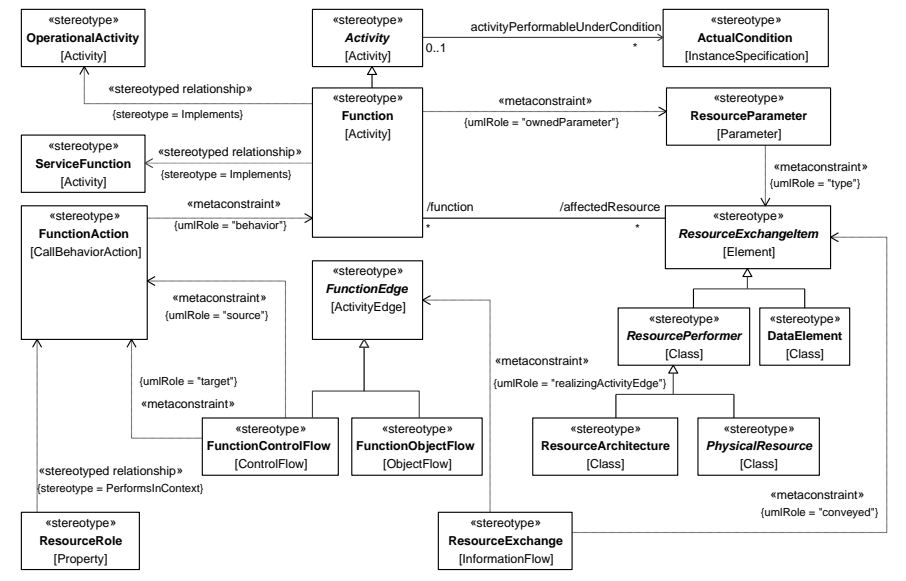 «stereotype»
OperationalActivity
[Activity]
«stereotype»
Activity
[Activity]
activityPerformableUnderCondition
0..1
*
«stereotype»
ActualCondition
[InstanceSpecification]
«stereotyped relationship»
{stereotype = Implements}
«stereotype»
Function
[Activity]
«metaconstraint»
{umlRole = "ownedParameter"}
«stereotype»
ResourceParameter
[Parameter]
«stereotype»
ServiceFunction
[Activity]
«stereotyped relationship»
{stereotype = Implements}
«metaconstraint»
{umlRole = "type"}
«stereotype»
FunctionAction
[CallBehaviorAction]
«metaconstraint»
{umlRole = "behavior"}
/function
*
/affectedResource
*
«stereotype»
ResourceExchangeItem
[Element]
«stereotype»
FunctionEdge
[ActivityEdge]
«metaconstraint»
{umlRole = "source"}
«stereotype»
ResourcePerformer
[Class]
«stereotype»
DataElement
[Class]
«metaconstraint»
{umlRole = "realizingActivityEdge"}
{umlRole = "target"}
«metaconstraint»
«stereotype»
FunctionControlFlow
[ControlFlow]
«stereotype»
FunctionObjectFlow
[ObjectFlow]
«stereotype»
ResourceArchitecture
[Class]
«stereotype»
PhysicalResource
[Class]
«stereotyped relationship»
{stereotype = PerformsInContext}
«metaconstraint»
{umlRole = "conveyed"}
«stereotype»
ResourceRole
[Property]
«stereotype»
ResourceExchange
[InformationFlow]